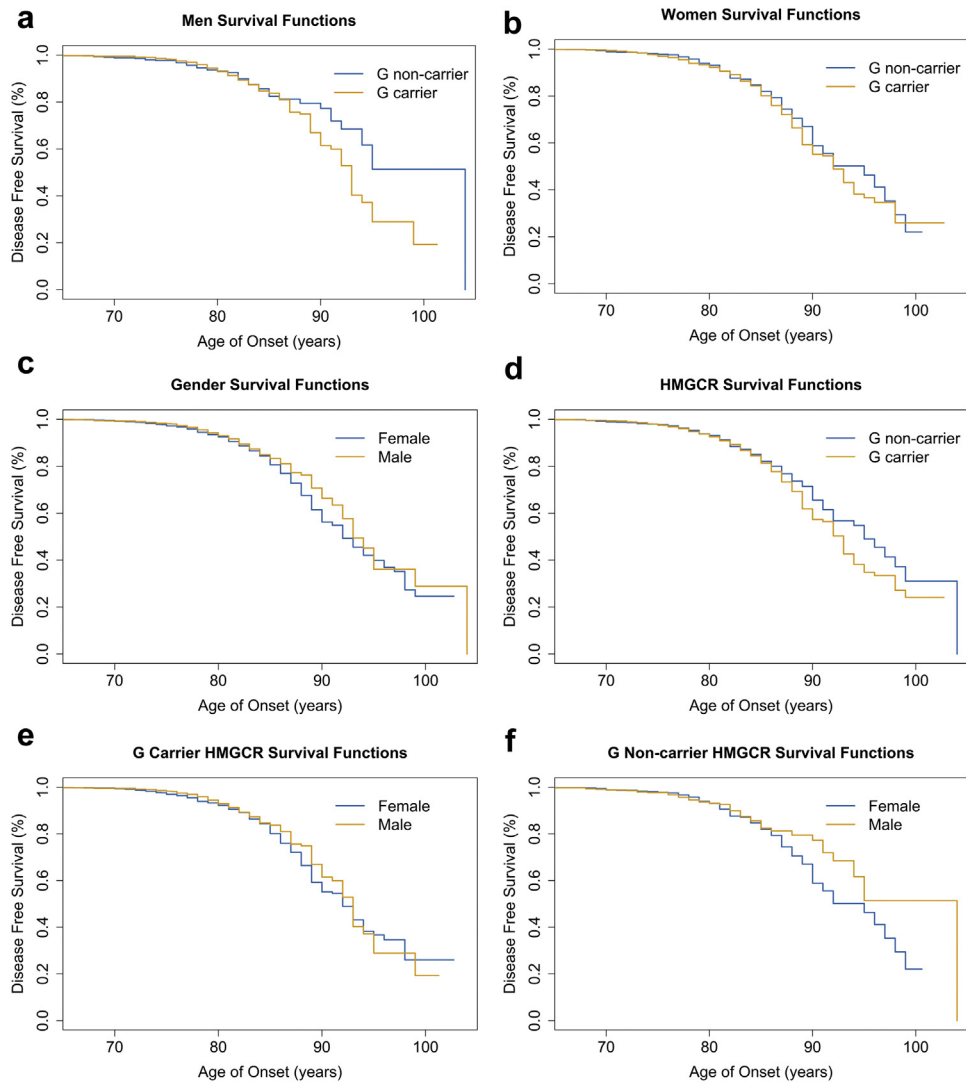 a
Men Survival Functions
Disease Free Survival (%)
1.0
0.8
0.6
0.4
0.2
0.0
G non-carrier
G carrier
70 80 90 100
Age of Onset (years)
b
Women Survival Functions
Disease Free Survival (%)
1.0
0.8
0.6
0.4
0.2
0.0
G non-carrier
G carrier
70 80 90 100
Age of Onset (years)
c
Gender Survival Functions
Disease Free Survival (%)
1.0
0.8
0.6
0.4
0.2
0.0
Female
Male
70 80 90 100
Age of Onset (years)
d
HMGCR Survival Functions
Disease Free Survival (%)
1.0
0.8
0.6
0.4
0.2
0.0
G non-carrier
G carrier
70 80 90 100
Age of Onset (years)
e
G Carrier HMGCR Survival Functions
Disease Free Survival (%)
1.0
0.8
0.6
0.4
0.2
0.0
Female
Male
70 80 90 100
Age of Onset (years)
f
G Non-carrier HMGCR Survival Functions
Disease Free Survival (%)
1.0
0.8
0.6
0.4
0.2
0.0
Female
Male
70 80 90 100
Age of Onset (years)